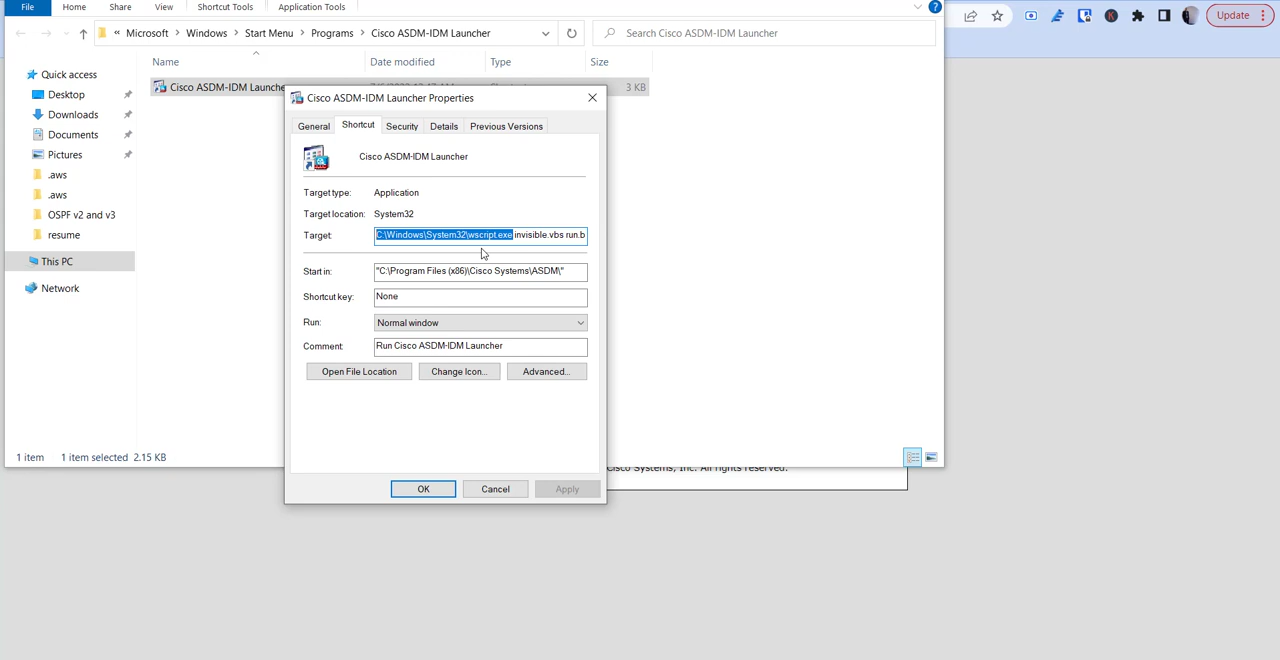 File
Home
Share
View
Shortcut Tools
Application Tools
?
Update
« Microsoft > Windows > Start Menu > Programs > Cisco ASDM-IDM Launcher
Search Cisco ASDM-IDM Launcher
Name
Date modified
Type
Size
Quick access
Desktop
Downloads
Documents
Pictures
.aws
.aws
OSPF v2 and v3
resume
This PC
Network
Cisco ASDM-IDM Launche
3 KB
Cisco ASDM-IDM Launcher Properties
General
Shortcut
Security
Details
Previous Versions
Cisco ASDM-IDM Launcher
Target type: Application
Target location: System32
Target: C:\Windows\System32\wscript.exe invisible.vbs run.b
Start in: "C:\Program Files (x86)\Cisco Systems\ASDM\"
Shortcut key: None
Run: Normal window
Comment: Run Cisco ASDM-IDM Launcher
Open File Location
Change Icon...
Advanced...
OK
Cancel
Apply
1 item
1 item selected 2.15 KB
Cisco Systems, Inc. All rights reserved.